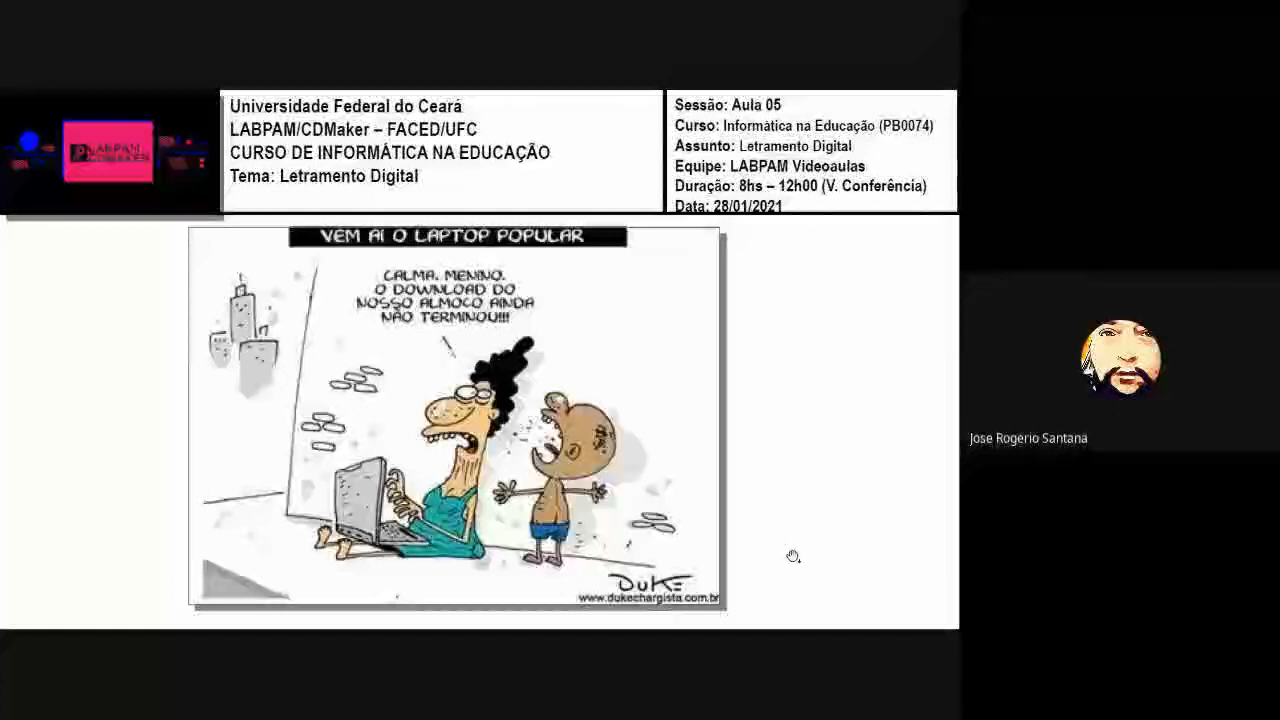 LABPAM
CDMAKER
Universidade Federal do Ceará
LABPAM/CDMaker – FACED/UFC
CURSO DE INFORMÁTICA NA EDUCAÇÃO
Tema: Letramento Digital
Sessão: Aula 05
Curso: Informática na Educação (PB0074)
Assunto: Letramento Digital
Equipe: LABPAM Videoaulas
Duração: 8hs – 12h00 (V. Conferência)
Data: 28/01/2021
VEM AÍ O LAPTOP POPULAR
CALMA, MENINO.
O DOWNLOAD DO
NOSSO ALMOÇO AINDA
NÃO TERMINOU!!!
DUKE
www.dukechargista.com.br
Jose Rogerio Santana